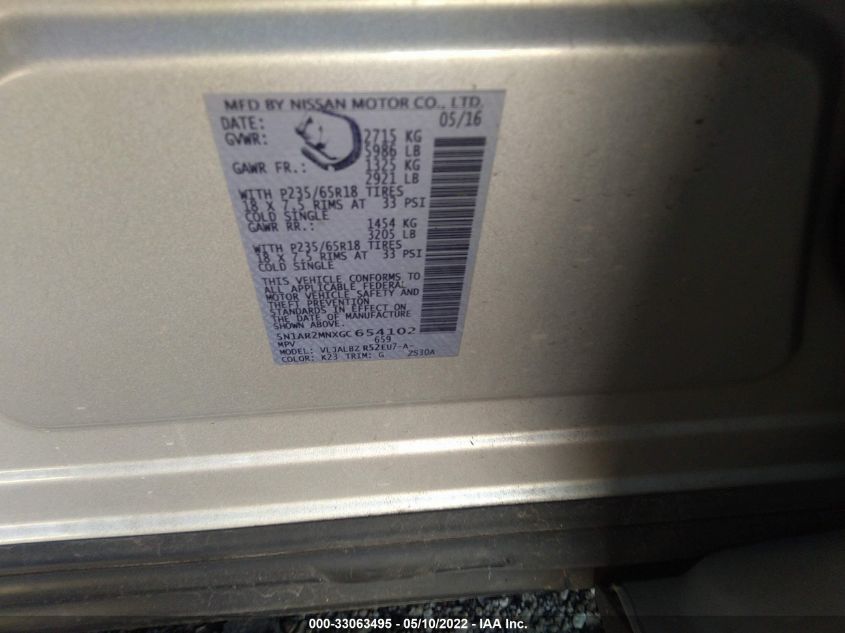 MFD BY NISSAN MOTOR CO., LTD.
DATE: 05/16
GVWR: 2715 KG
5986 LB
GAWR FR.: 1325 KG
2921 LB
WITH P235/65R18 TIRES
18 X 7.5 RIMS AT 33 PSI
COLD SINGLE
GAWR RR.: 1454 KG
3205 LB
WITH P235/65R18 TIRES
18 X 7.5 RIMS AT 33 PSI
COLD SINGLE
THIS VEHICLE CONFORMS TO
ALL APPLICABLE FEDERAL
MOTOR VEHICLE SAFETY AND
THEFT PREVENTION
STANDARDS IN EFFECT ON
THE DATE OF MANUFACTURE
SHOWN ABOVE.
5N1AR2MNXGC654102
MPV 659
MODEL: VLJALBZ R52EU7-A-
COLOR: K23 TRIM: G 2S30A
000-33063495 - 05/10/2022 - IAA Inc.